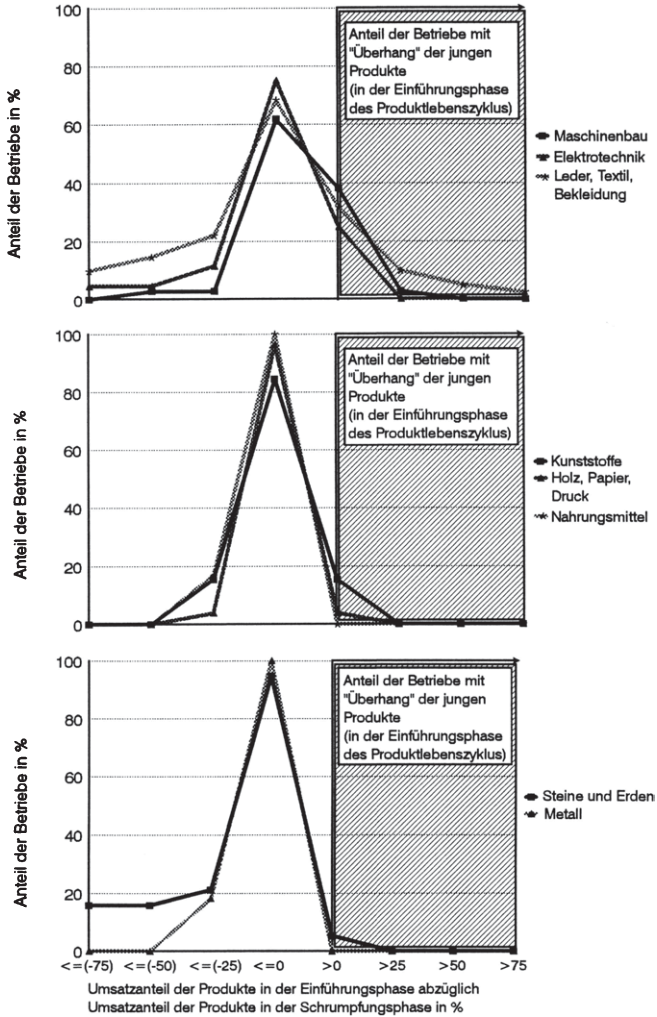 100
80
60
40
20
0
Anteil der Betriebe in %
Anteil der Betriebe mit
"Überhang" der jungen
Produkte
(in der Einführungsphase
des Produktlebenszyklus)
Maschinenbau
Elektrotechnik
Leder, Textil,
Bekleidung
100
80
60
40
20
0
Anteil der Betriebe in %
Anteil der Betriebe mit
"Überhang" der jungen
Produkte
(in der Einführungsphase
des Produktlebenszyklus)
Kunststoffe
Holz, Papier,
Druck
Nahrungsmittel
100
80
60
40
20
0
Anteil der Betriebe in %
Anteil der Betriebe mit
"Überhang" der jungen
Produkte
(in der Einführungsphase
des Produktlebenszyklus)
Steine und Erden
Metall
<=(-75) <=(-50) <=(-25) <=0 >0 >25 >50 >75
Umsatzanteil der Produkte in der Einführungsphase abzüglich
Umsatzanteil der Produkte in der Schrumpfungsphase in %